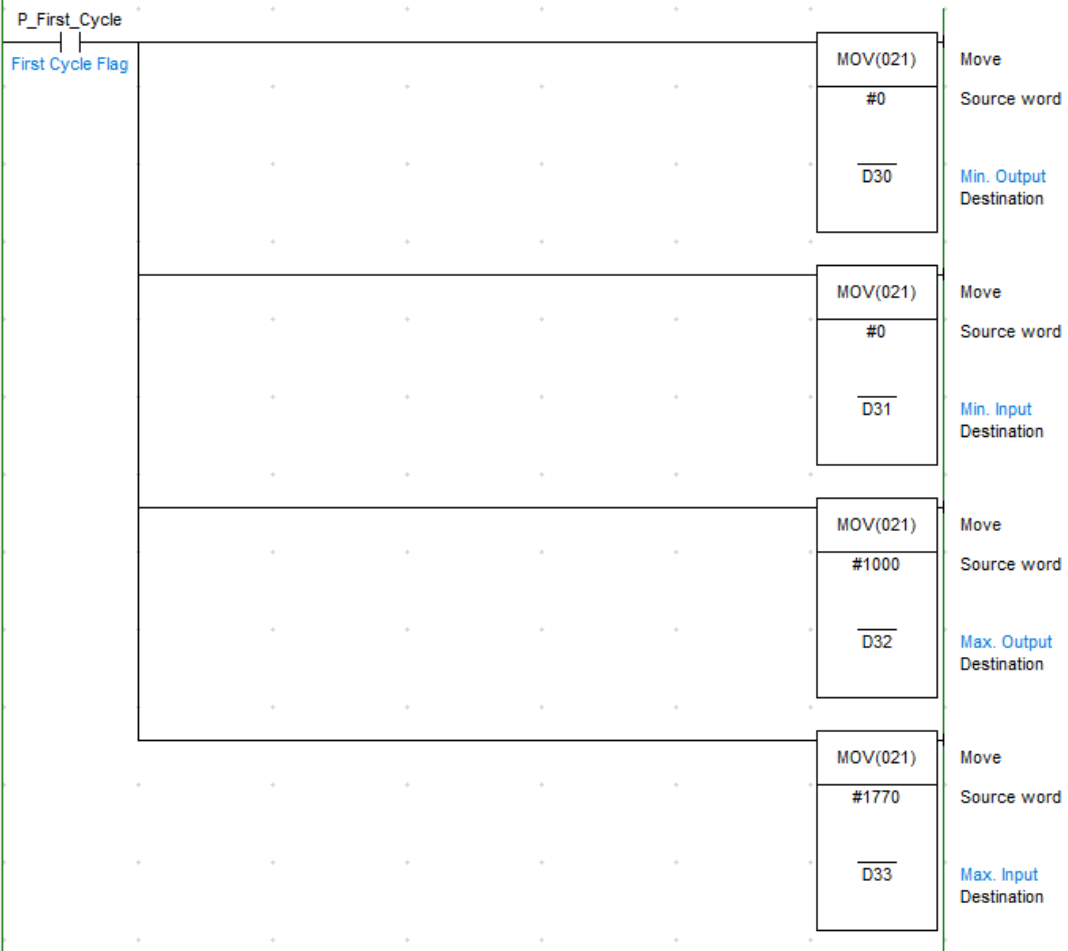 P_First_Cycle
First Cycle Flag
MOV(021) Move
#0 Source word
D30 Min. Output
Destination
MOV(021) Move
#0 Source word
D31 Min. Input
Destination
MOV(021) Move
#1000 Source word
D32 Max. Output
Destination
MOV(021) Move
#1770 Source word
D33 Max. Input
Destination